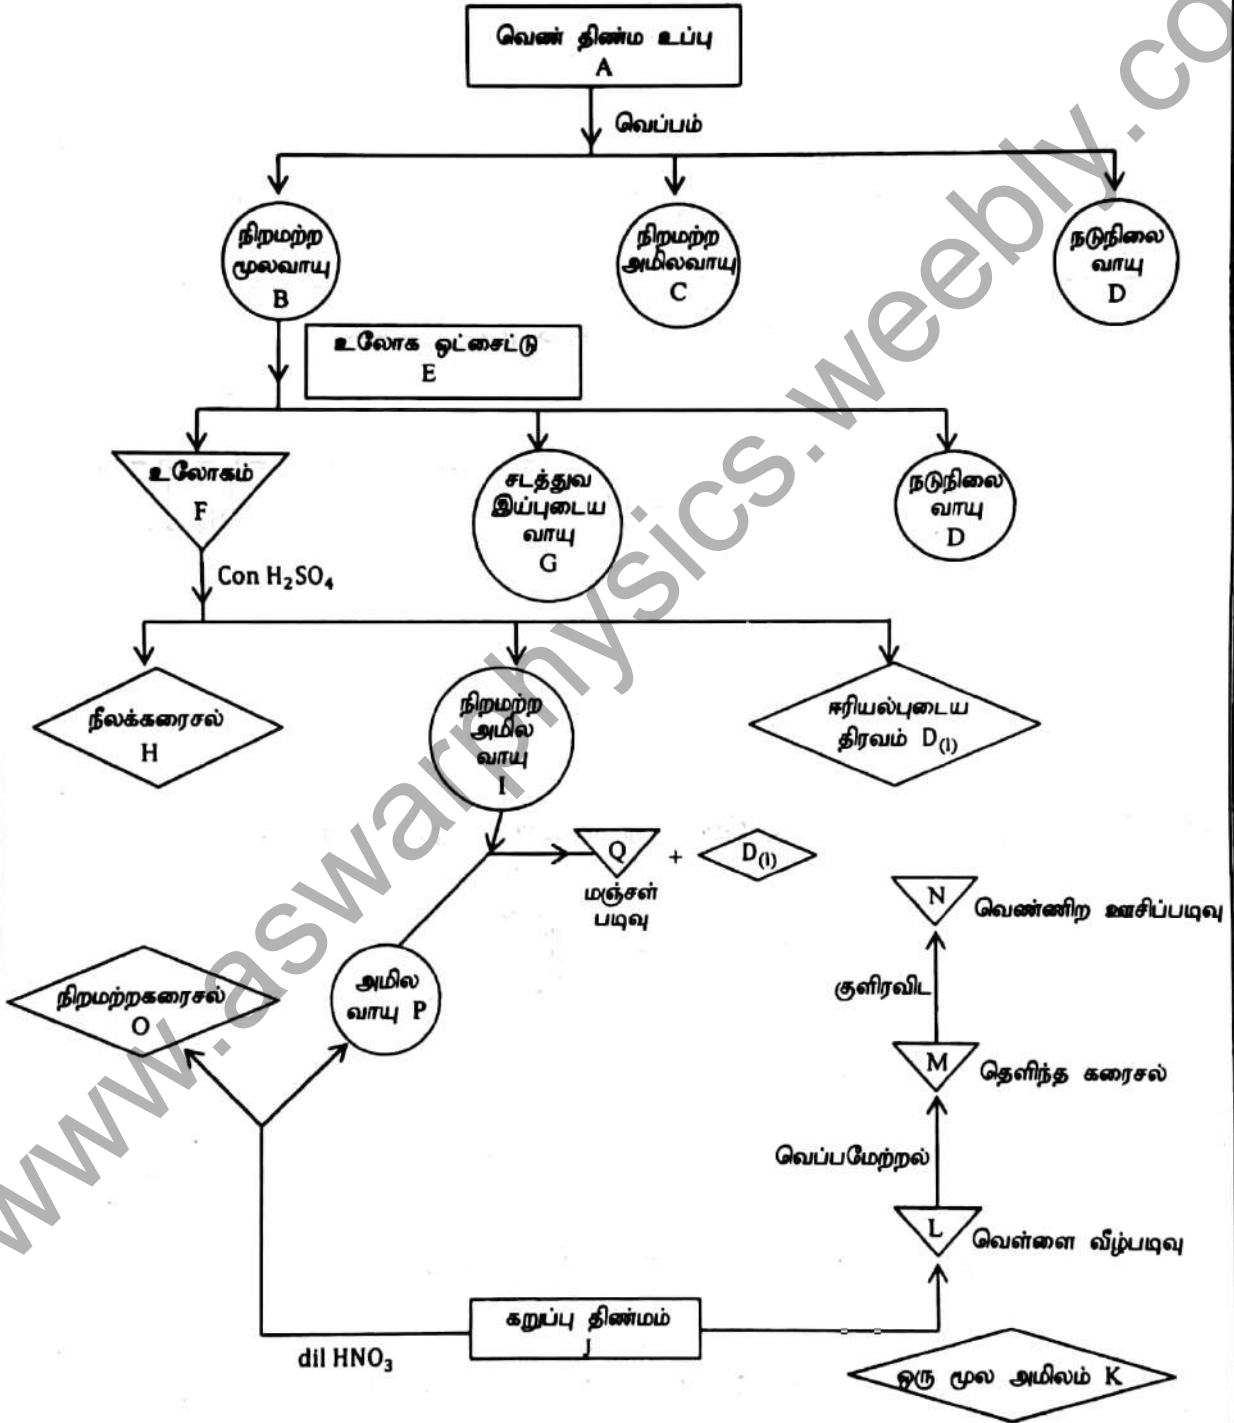 வெண் திண்ம உப்பு
A
வெப்பம்
நிறமற்ற
மூலவாயு
B
நிறமற்ற
அமிலவாயு
C
நடுநிலை
வாயு
D
உலோக ஒட்சைட்டு
E
உலோகம்
F
சடத்துவ
இய்புடைய
வாயு
G
நடுநிலை
வாயு
D
Con H₂SO₄
நீலக்கரைசல்
H
நிறமற்ற
அமில
வாயு
I
ஈரியல்புடைய
திரவம் D(l)
Q
+
D(l)
மஞ்சள்
படிவு
N
வெண்ணிற ஊசிப்படிவு
குளிரவிட
நிறமற்றகரைசல்
O
அமில
வாயு P
M
தெளிந்த கரைசல்
வெப்பமேற்றல்
L
வெள்ளை வீழ்படிவு
கறுப்பு திண்மம்
J
dil HNO₃
ஒரு மூல அமிலம் K
www.aswarphysics.weebly.co